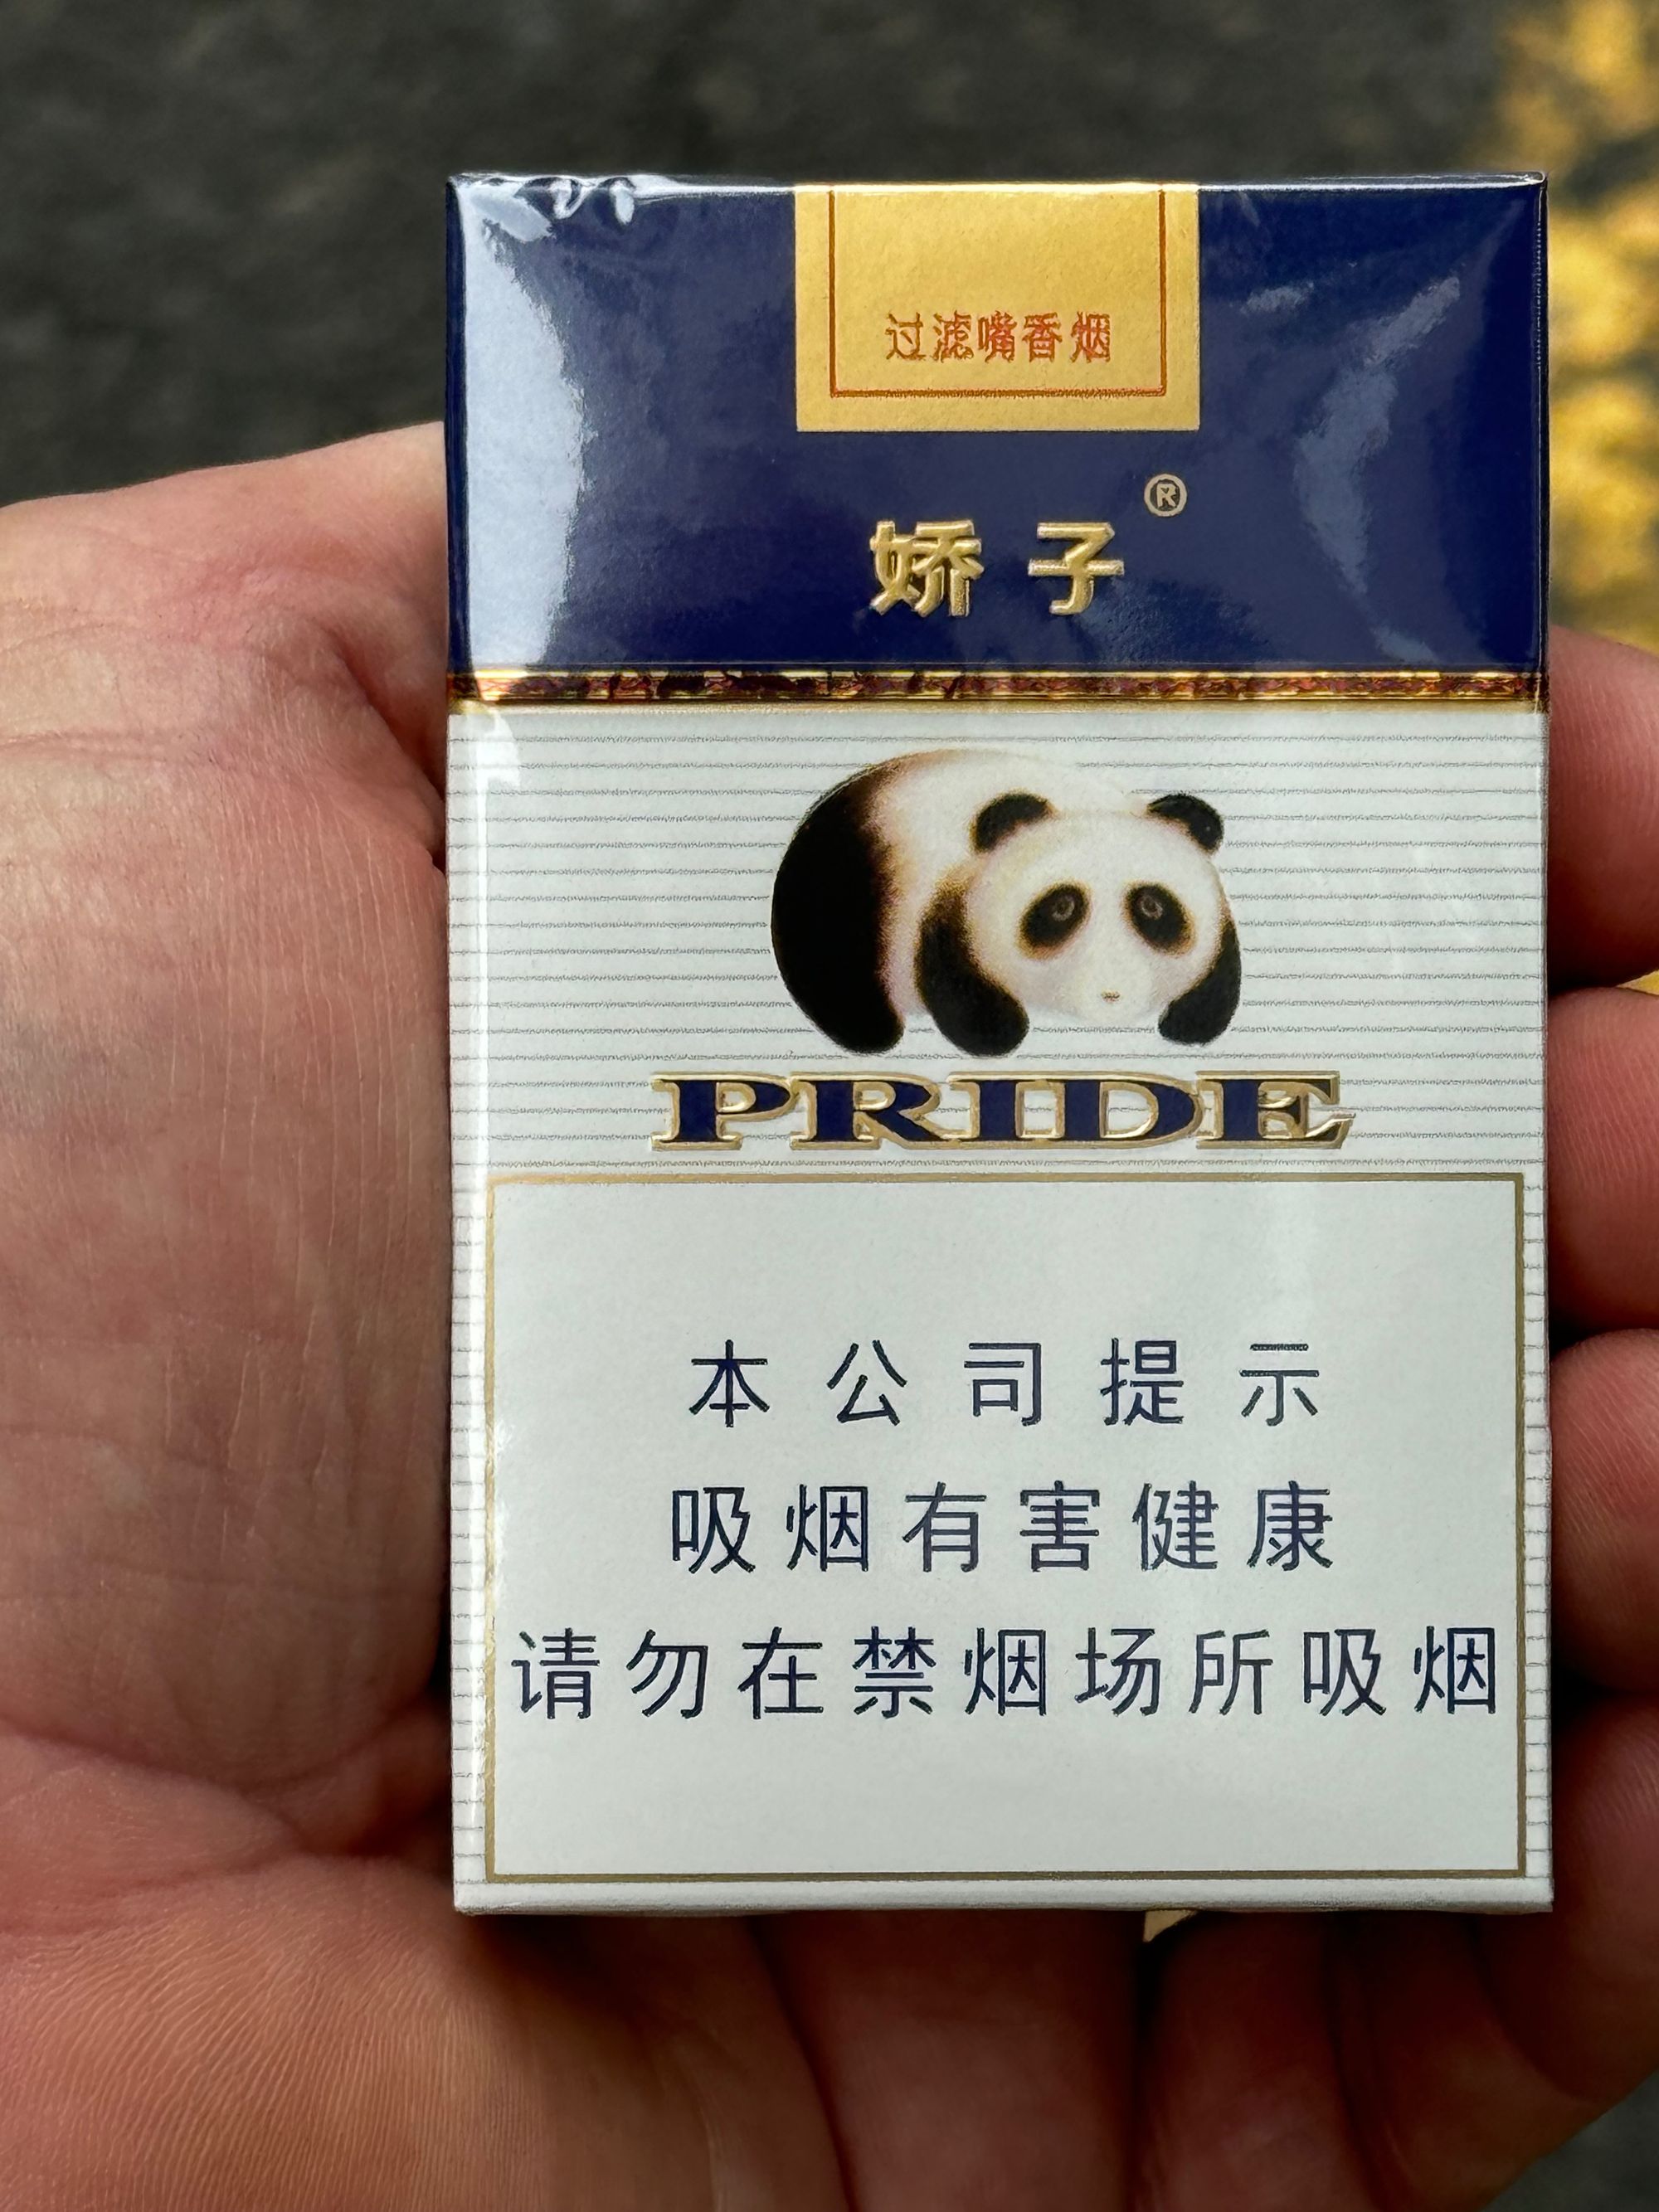 过滤嘴香烟
娇子®
PRIDE
本公司提示
吸烟有害健康
请勿在禁烟场所吸烟